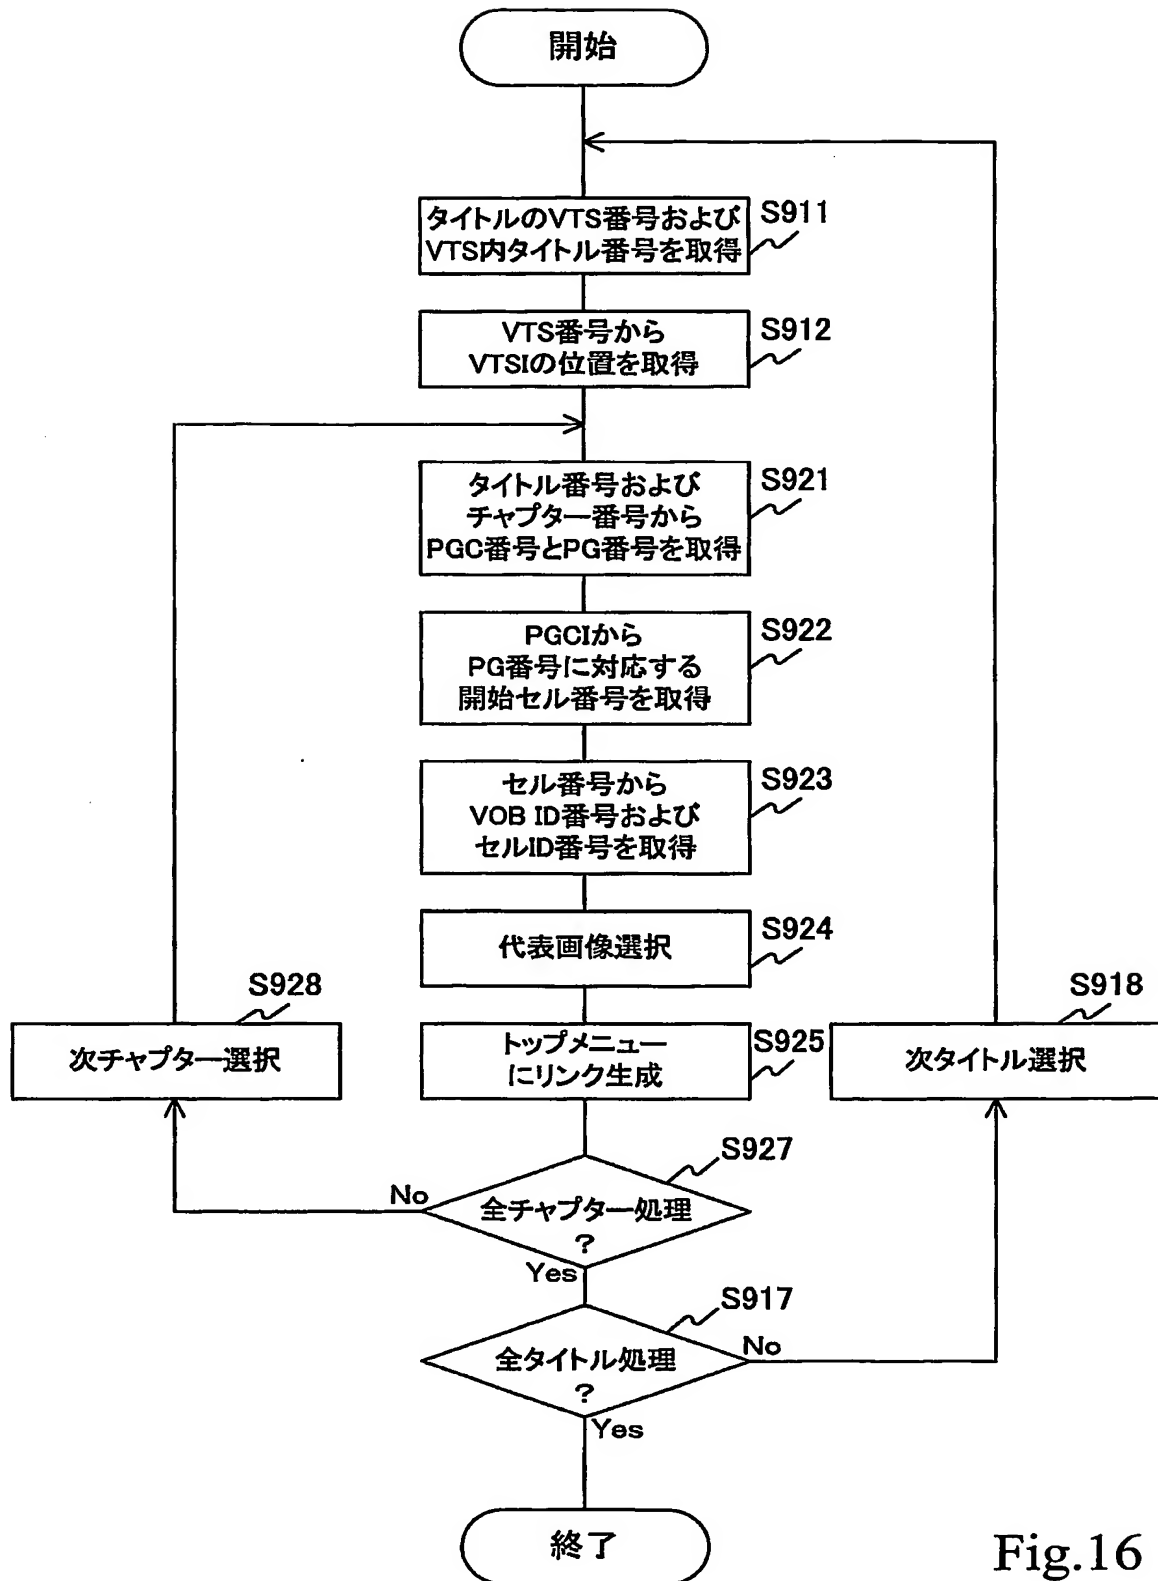 開始
タイトルのVTS番号および
VTS内タイトル番号を取得
S911
VTS番号から
VTSIの位置を取得
S912
タイトル番号および
チャプター番号から
PGC番号とPG番号を取得
S921
PGCIから
PG番号に対応する
開始セル番号を取得
S922
セル番号から
VOB ID番号および
セルID番号を取得
S923
代表画像選択
S924
S928
次チャプター選択
トップメニュー
にリンク生成
S925
S918
次タイトル選択
S927
No
全チャプター処理
?
Yes
S917
全タイトル処理
?
No
Yes
終了
Fig.16